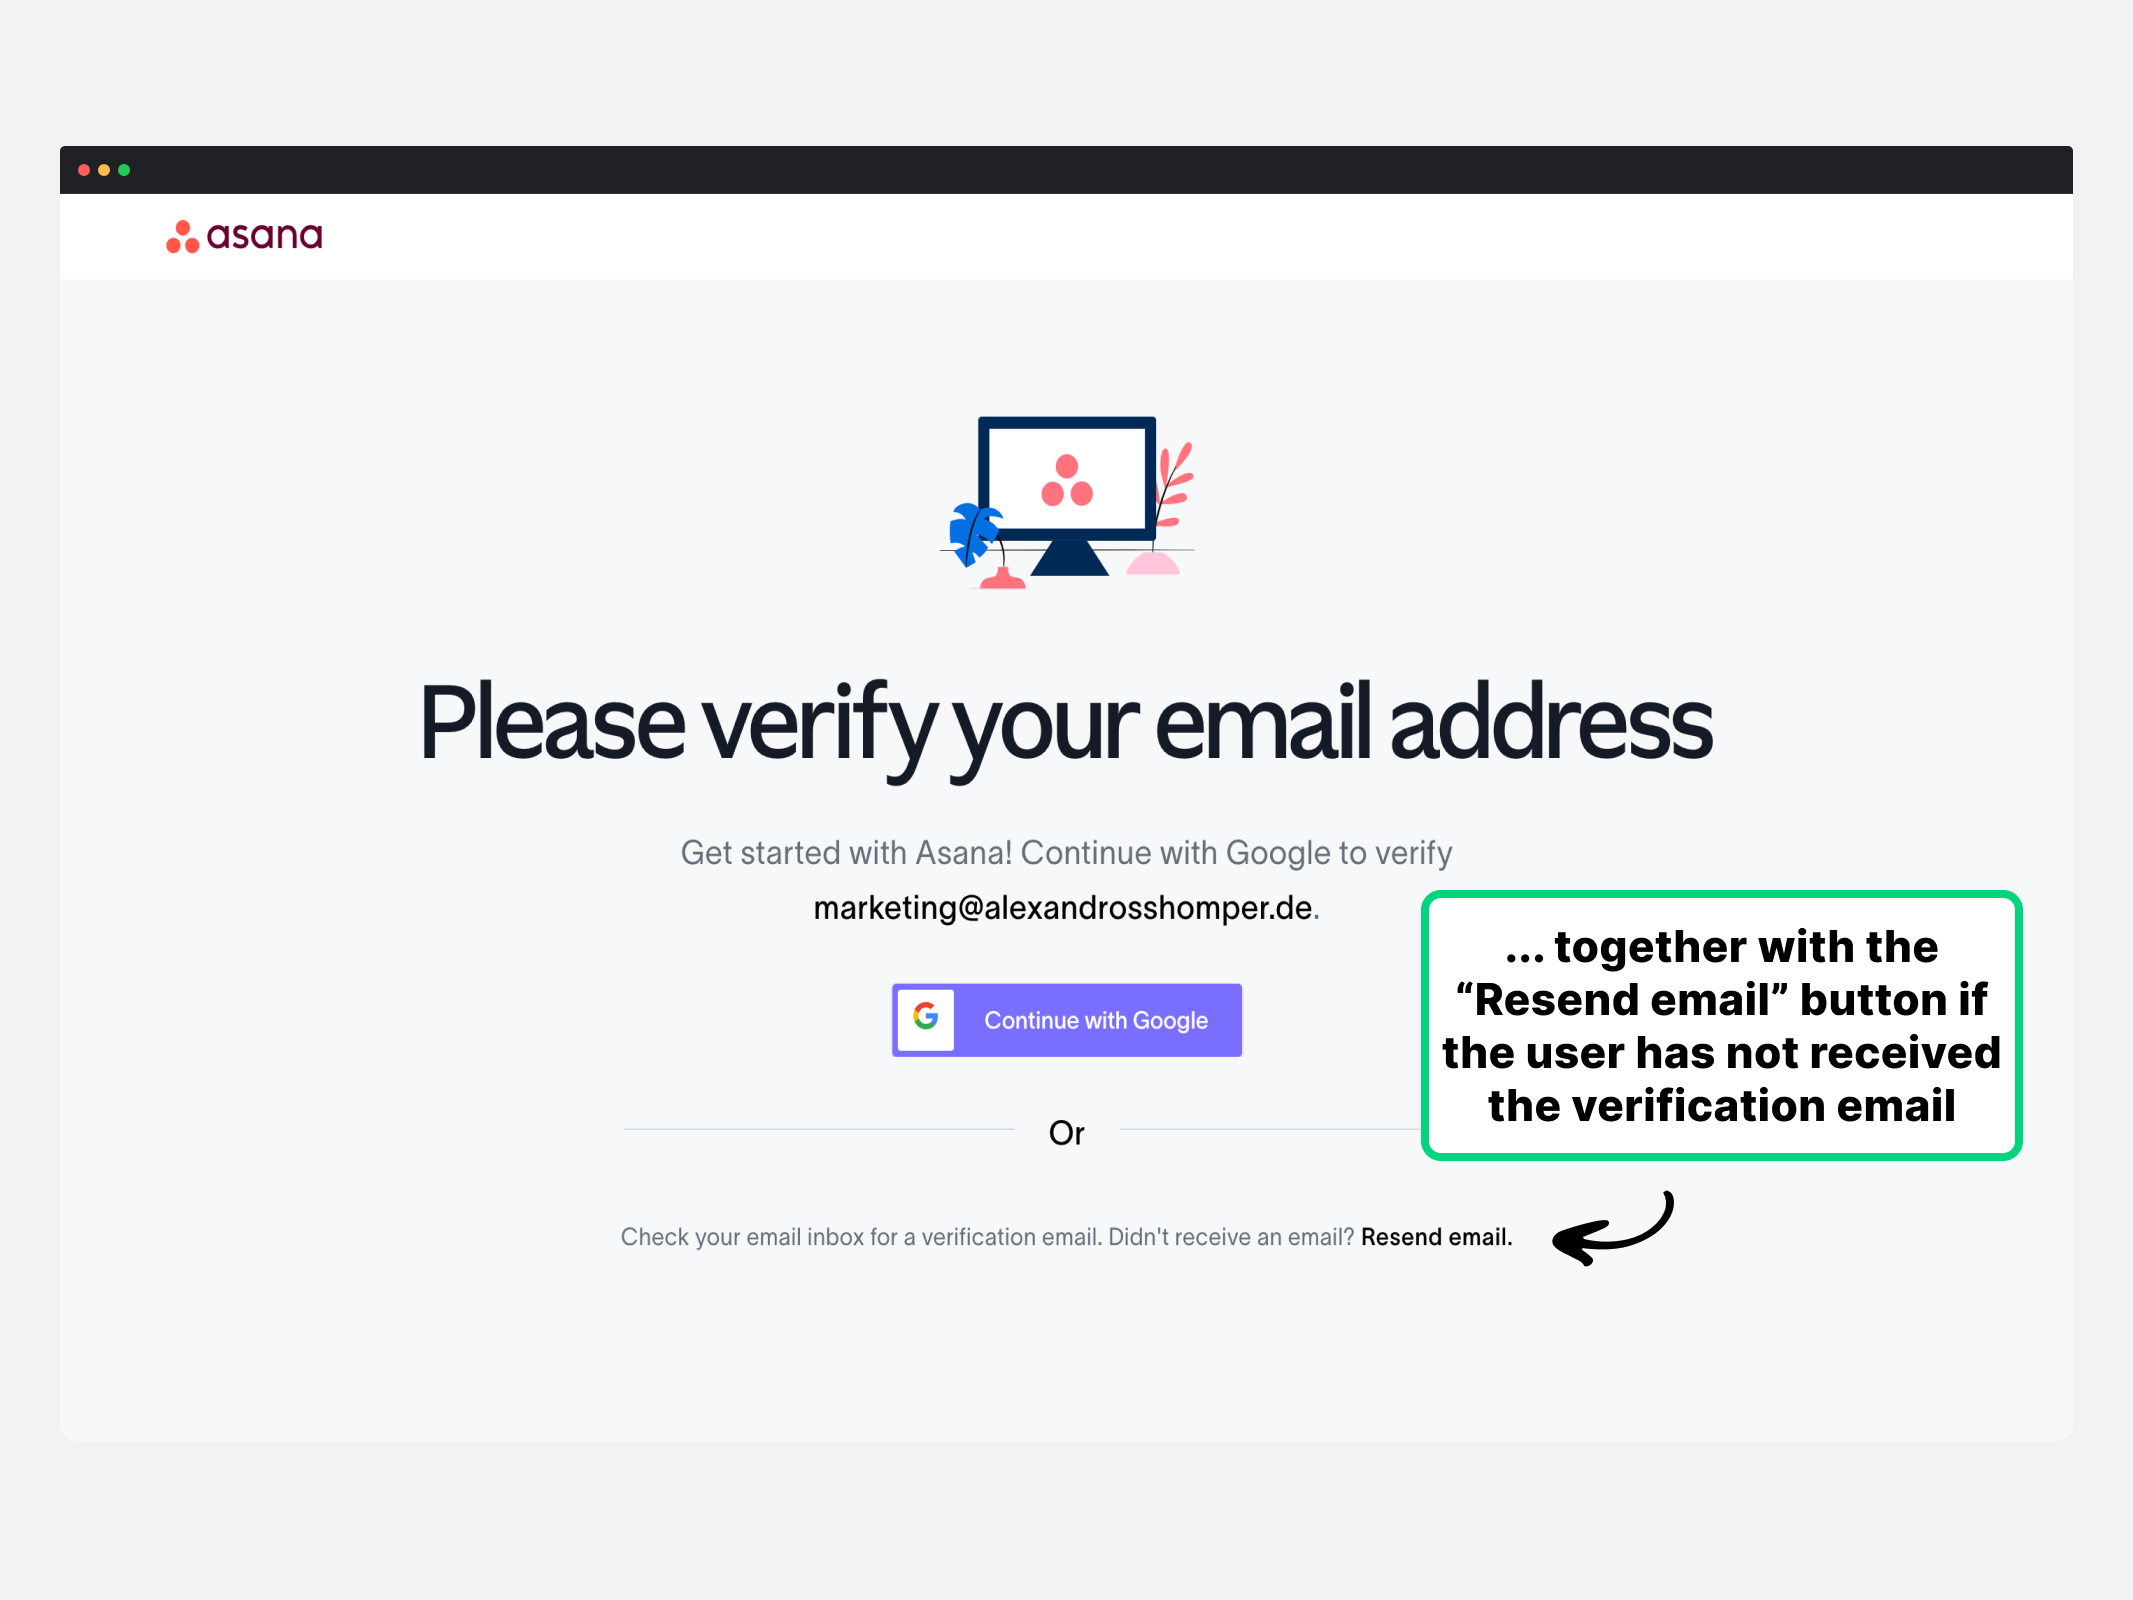 asana
Please verify your email address
Get started with Asana! Continue with Google to verify
marketing@alexandrosshomper.de.
Continue with Google
... together with the
“Resend email” button if
the user has not received
the verification email
Or
Check your email inbox for a verification email. Didn't receive an email? Resend email.